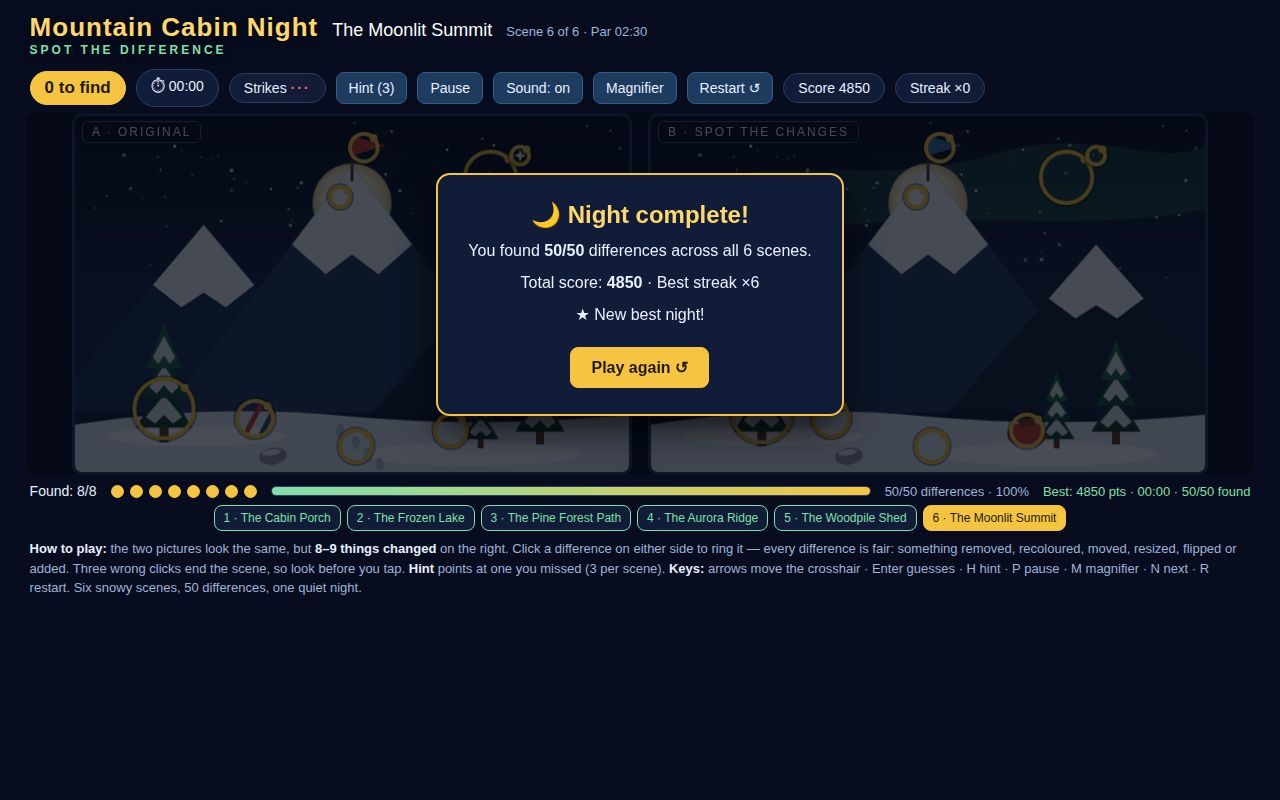 Mountain Cabin Night The Moonlit Summit Scene 6 of 6 · Par 02:30
SPOT THE DIFFERENCE
0 to find ⏱ 00:00 Strikes ··· Hint (3) Pause Sound: on Magnifier Restart ↺ Score 4850 Streak ×0
A · ORIGINAL B · SPOT THE CHANGES
🌙 Night complete!
You found 50/50 differences across all 6 scenes.
Total score: 4850 · Best streak ×6
★ New best night!
Play again ↺
Found: 8/8 50/50 differences · 100% Best: 4850 pts · 00:00 · 50/50 found
1 · The Cabin Porch 2 · The Frozen Lake 3 · The Pine Forest Path 4 · The Aurora Ridge 5 · The Woodpile Shed 6 · The Moonlit Summit
How to play: the two pictures look the same, but 8–9 things changed on the right. Click a difference on either side to ring it — every difference is fair: something removed, recoloured, moved, resized, flipped or
added. Three wrong clicks end the scene, so look before you tap. Hint points at one you missed (3 per scene). Keys: arrows move the crosshair · Enter guesses · H hint · P pause · M magnifier · N next · R
restart. Six snowy scenes, 50 differences, one quiet night.